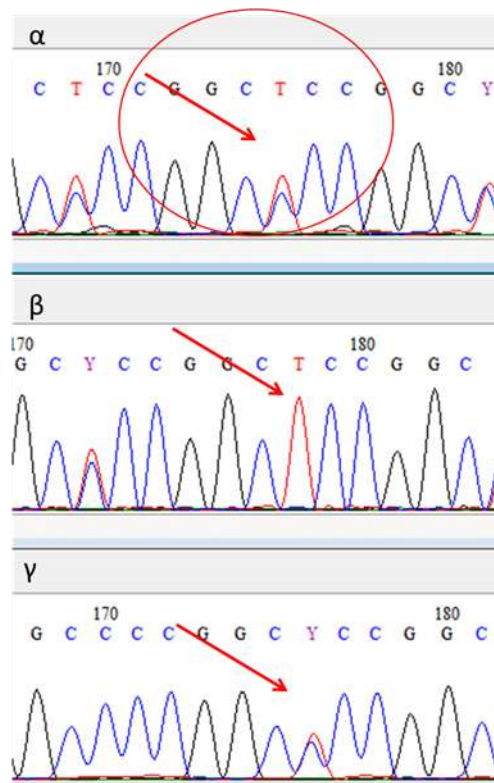 α
170 180
C T C C G G C T C C G G C Y
β
170 180
G C Y C C G G C T C C G G C
γ
170 180
G C C C C G G C Y C C G G C